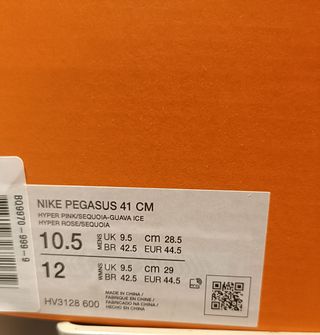 BQ9970-999-9
NIKE PEGASUS 41 CM
HYPER PINK/SEQUOIA-GUAVA ICE
HYPER ROSE/SEQUOIA
10.5 MENS UK 9.5 cm 28.5
BR 42.5 EUR 44.5
12 WMNS UK 9.5 cm 29
BR 42.5 EUR 44.5
HV3128 600
MADE IN CHINA /
FABRIQUE EN CHINE /
FABRICADO NA CHINA /
HECHO EN CHINA